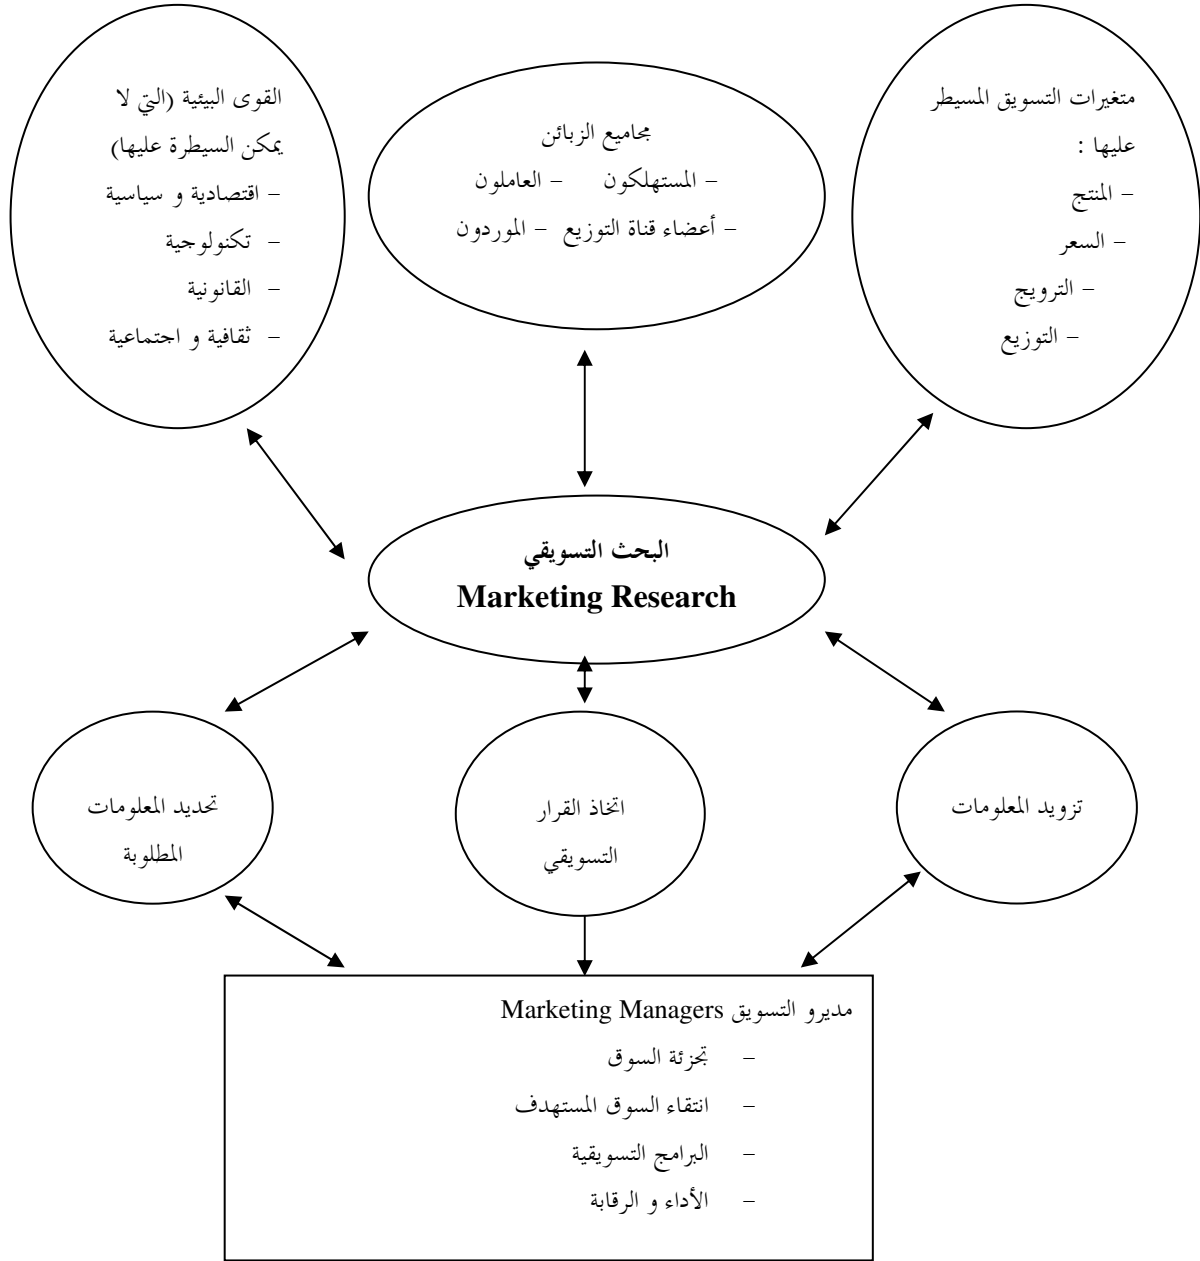 متغيرات التسويق المسيطر
عليها :
– المنتج
– السعر
– الترويج
– التوزيع
مجاميع الزبائن
– المستهلكون – العاملون
– أعضاء قناة التوزيع – الموردون
القوى البيئية (التي لا
يمكن السيطرة عليها)
– اقتصادية و سياسية
– تكنولوجية
– القانونية
– ثقافية و اجتماعية
البحث التسويقي
Marketing Research
تزويد المعلومات
اتخاذ القرار
التسويقي
تحديد المعلومات
المطلوبة
مديرو التسويق Marketing Managers
– تجزئة السوق
– انتقاء السوق المستهدف
– البرامج التسويقية
– الأداء و الرقابة